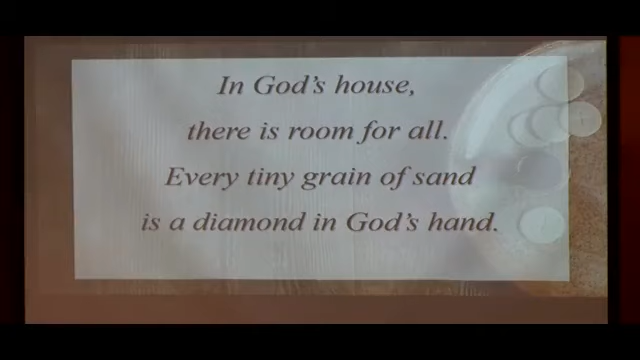 In God's house,
there is room for all.
Every tiny grain of sand
is a diamond in God's hand.